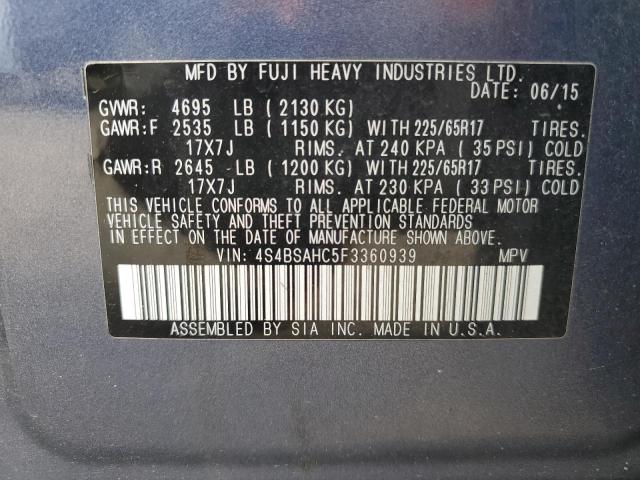 MFD BY FUJI HEAVY INDUSTRIES LTD.
DATE: 06/15
GVWR: 4695 LB ( 2130 KG)
GAWR:F 2535 LB ( 1150 KG) WITH 225/65R17 TIRES.
17X7J RIMS. AT 240 KPA ( 35 PSI) COLD
GAWR:R 2645 LB ( 1200 KG) WITH 225/65R17 TIRES.
17X7J RIMS. AT 230 KPA ( 33 PSI) COLD
THIS VEHICLE CONFORMS TO ALL APPLICABLE FEDERAL MOTOR
VEHICLE SAFETY AND THEFT PREVENTION STANDARDS
IN EFFECT ON THE DATE OF MANUFACTURE SHOWN ABOVE.
VIN: 4S4BSAHC5F3360939 MPV
ASSEMBLED BY SIA INC. MADE IN U.S.A.